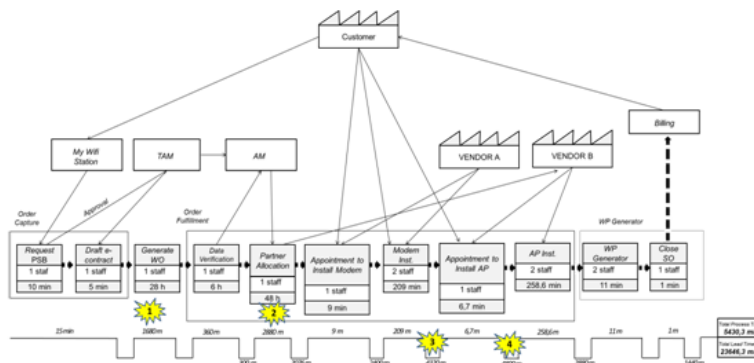 Customer
My Wifi
Station
TAM
AM
VENDOR A
VENDOR B
Billing
Order
Capture
Approval
Order
Fulfillment
WP Generator
Request
PSB
1 staff
10 min
Draft e-
contract
1 staff
5 min
Generate
WO
1 staff
28 h
Data
Verification
1 staff
6 h
Partner
Allocation
1 staff
48 h
Appointment to
Install Modem
1 staff
9 min
Modem
Inst.
2 staff
209 min
Appointment to
Install AP
1 staff
6,7 min
AP Inst.
2 staff
258,6 min
WP
Generator
2 staff
11 min
Close
SO
1 staff
1 min
1
2
3
4
15min
1680m
360m
2880 m
9 m
209 m
6,7m
258,6m
11m
1m
Total Process
5430,3 m
Total Lead
23646,3 m